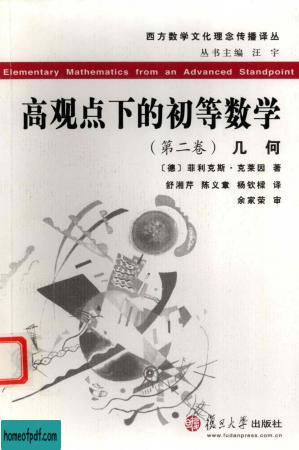 西方数学文化理念传播译丛
丛书主编 汪宇
Elementary Mathematics from an Advanced Standpoint
高观点下的初等数学
(第二卷) 几何
〔德〕菲利克斯·克莱因 著
舒湘芹 陈义章 杨钦樑 译
余家荣 审
复旦大学出版社
www.fudanpress.com.cn
homeofpdf.com